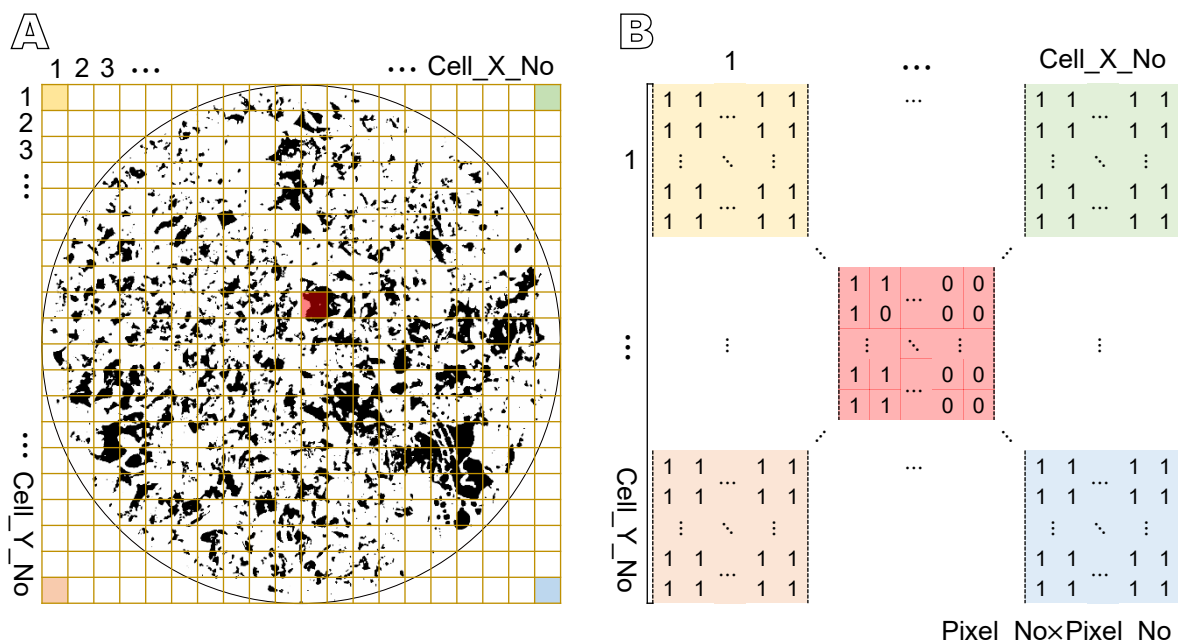 A
1 2 3 ... ... Cell_X_No
1
2
3
...
...
Cell_Y_No
B
1 ... Cell_X_No
1 1 1 1 ... 1 1 1 1
... ...
1 1 1 1 1 1 1 1
1
⋮ ⋱ ⋮ ⋮ ⋱ ⋮
1 1 1 1 1 1 1 1
... ...
1 1 1 1 1 1 1 1
⋱ ⋰
1 1 0 0
...
1 0 0 0
... ⋮ ⋮ ⋱ ⋮ ⋮
1 1 0 0
...
1 1 0 0
⋰ ⋱
1 1 1 1 ... 1 1 1 1
... ...
1 1 1 1 1 1 1 1
⋮ ⋱ ⋮ ⋮ ⋱ ⋮
1 1 1 1 1 1 1 1
... ...
1 1 1 1 1 1 1 1
Cell_Y_No
Pixel_No×Pixel_No